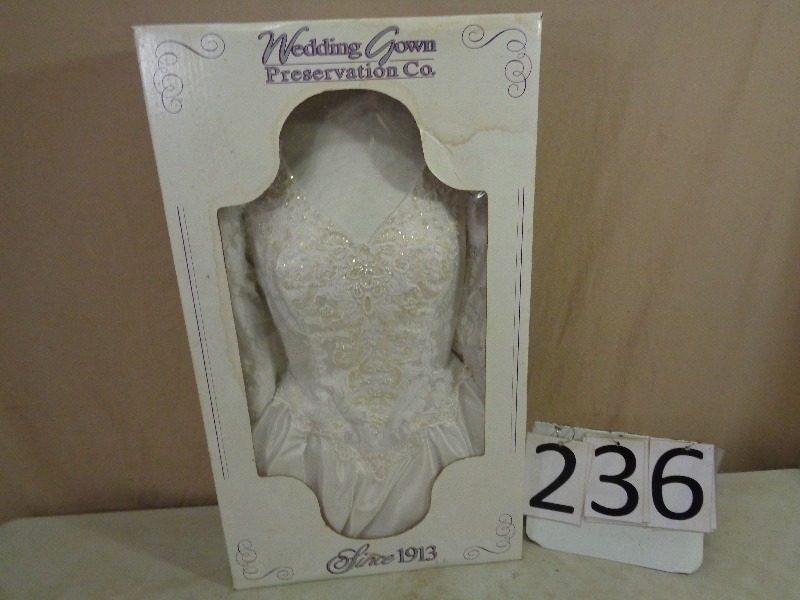 Wedding Gown
Preservation Co.
Since 1913
236